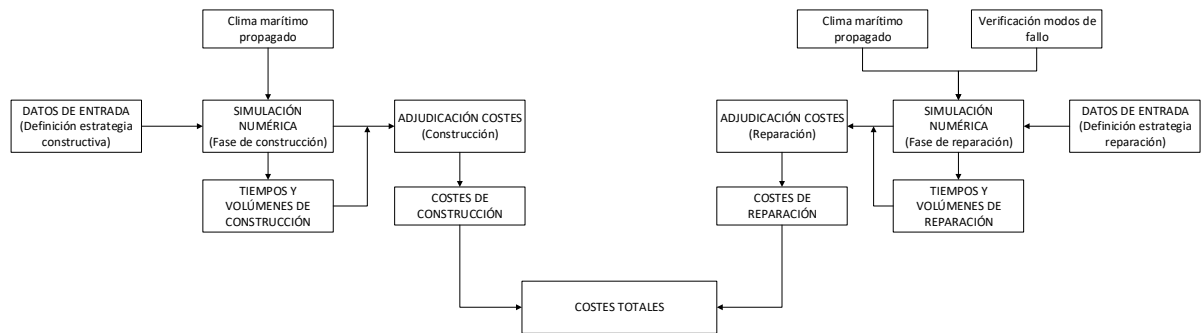 Clima marítimo
propagado
Clima marítimo
propagado
Verificación modos de
fallo
DATOS DE ENTRADA
(Definición estrategia
constructiva)
SIMULACIÓN
NUMÉRICA
(Fase de construcción)
ADJUDICACIÓN COSTES
(Construcción)
ADJUDICACIÓN COSTES
(Reparación)
SIMULACIÓN
NUMÉRICA
(Fase de reparación)
DATOS DE ENTRADA
(Definición estrategia
reparación)
TIEMPOS Y
VOLÚMENES DE
CONSTRUCCIÓN
COSTES DE
CONSTRUCCIÓN
COSTES DE
REPARACIÓN
TIEMPOS Y
VOLÚMENES DE
REPARACIÓN
COSTES TOTALES